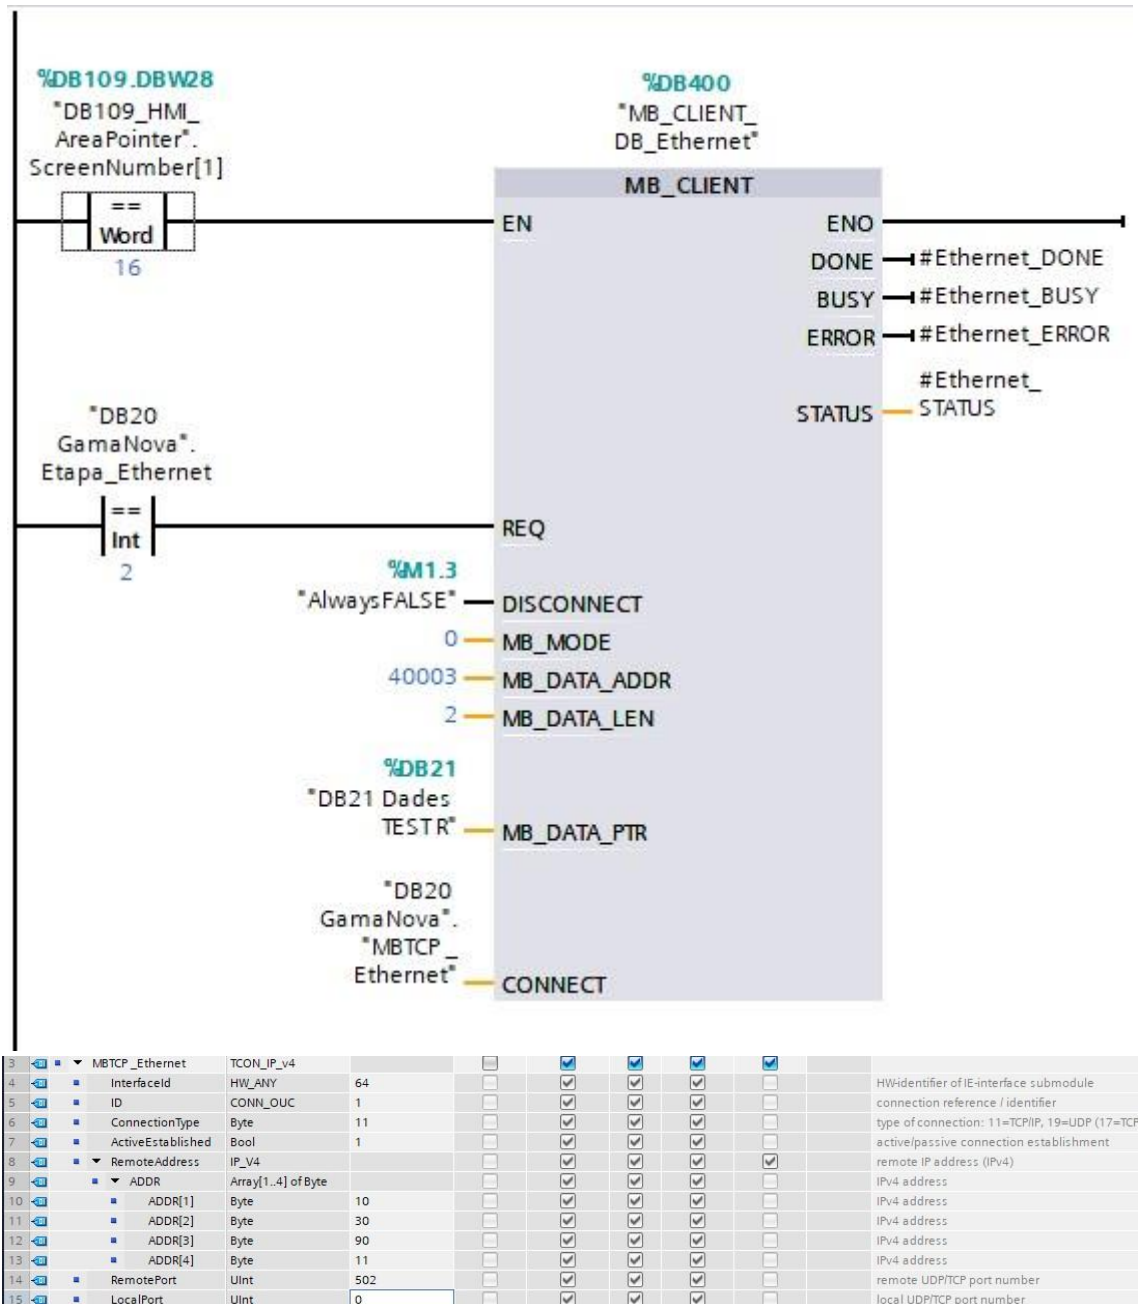 %DB109.DBW28
"DB109_HMI_
AreaPointer".
ScreenNumber[1]
==
Word
16
%DB400
"MB_CLIENT_
DB_Ethernet"
MB_CLIENT
EN
ENO
DONE
#Ethernet_DONE
BUSY
#Ethernet_BUSY
ERROR
#Ethernet_ERROR
#Ethernet_
STATUS
STATUS
"DB20
GamaNova".
Etapa_Ethernet
==
Int
2
REQ
%M1.3
"AlwaysFALSE"
DISCONNECT
0
MB_MODE
40003
MB_DATA_ADDR
2
MB_DATA_LEN
%DB21
"DB21 Dades
TESTR"
MB_DATA_PTR
"DB20
GamaNova".
"MBTCP_
Ethernet"
CONNECT
3 MBTCP_Ethernet TCON_IP_v4
4 InterfaceId HW_ANY 64 HW-identifier of IE-interface submodule
5 ID CONN_OUC 1 connection reference / identifier
6 ConnectionType Byte 11 type of connection: 11=TCP/IP, 19=UDP (17=TCP
7 ActiveEstablished Bool 1 active/passive connection establishment
8 RemoteAddress IP_V4 remote IP address (IPv4)
9 ADDR Array[1..4] of Byte IPv4 address
10 ADDR[1] Byte 10 IPv4 address
11 ADDR[2] Byte 30 IPv4 address
12 ADDR[3] Byte 90 IPv4 address
13 ADDR[4] Byte 11 IPv4 address
14 RemotePort UInt 502 remote UDP/TCP port number
15 LocalPort UInt 0 local UDP/TCP port number